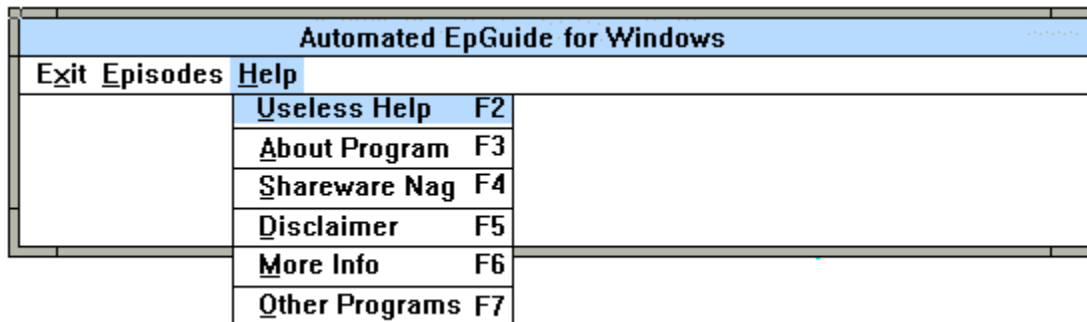 Automated EpGuide for Windows
Exit Episodes Help
Useless Help F2
About Program F3
Shareware Nag F4
Disclaimer F5
More Info F6
Other Programs F7